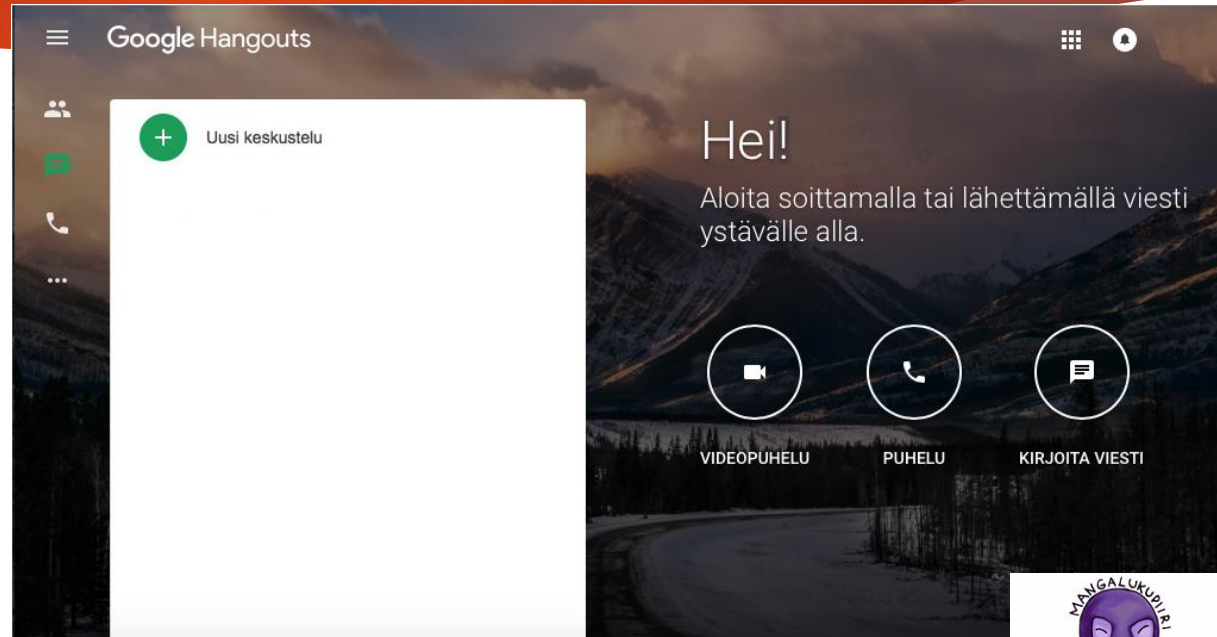 Google Hangouts
Uusi keskustelu
Hei!
Aloita soittamalla tai lähettämällä viesti
ystävälle alla.
VIDEOPUHELU
PUHELU
KIRJOITA VIESTI
MANGALUKUPIIRI